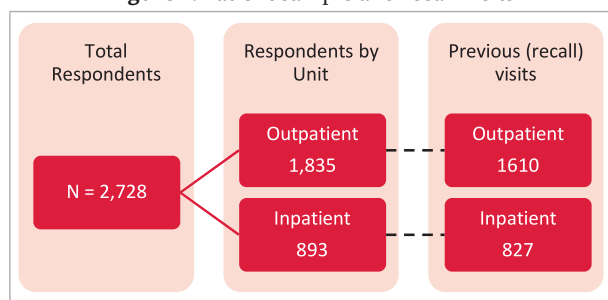 Total
Respondents
Respondents by
Unit
Previous (recall)
visits
N = 2,728
Outpatient
1,835
Outpatient
1610
Inpatient
893
Inpatient
827